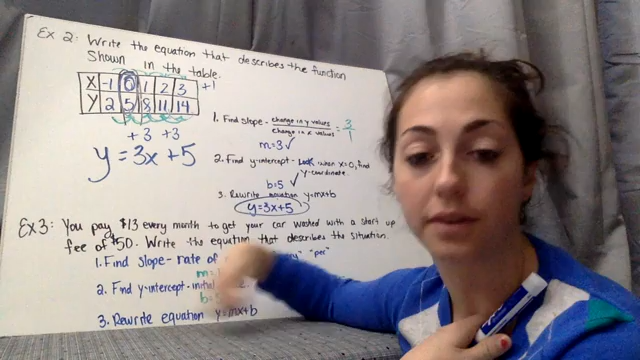 Ex 2: Write the equation that describes the function
Shown in the table.
X -1 0 1 2 3 +1
Y 2 5 8 11 14
+3 +3
y = 3x + 5
1. Find slope - change in y values / change in x values = 3/1
m=3 ✓
2. Find y-intercept - Look when x=0, find
y-coordinate
b=5 ✓
3. Rewrite equation y=mx+b
y=3x+5
Ex 3: You pay $13 every month to get your car washed with a start up
fee of $50. Write the equation that describes the situation.
1. Find slope - rate of "per"
m=
2. Find y-intercept - initial
b=
3. Rewrite equation y=mx+b